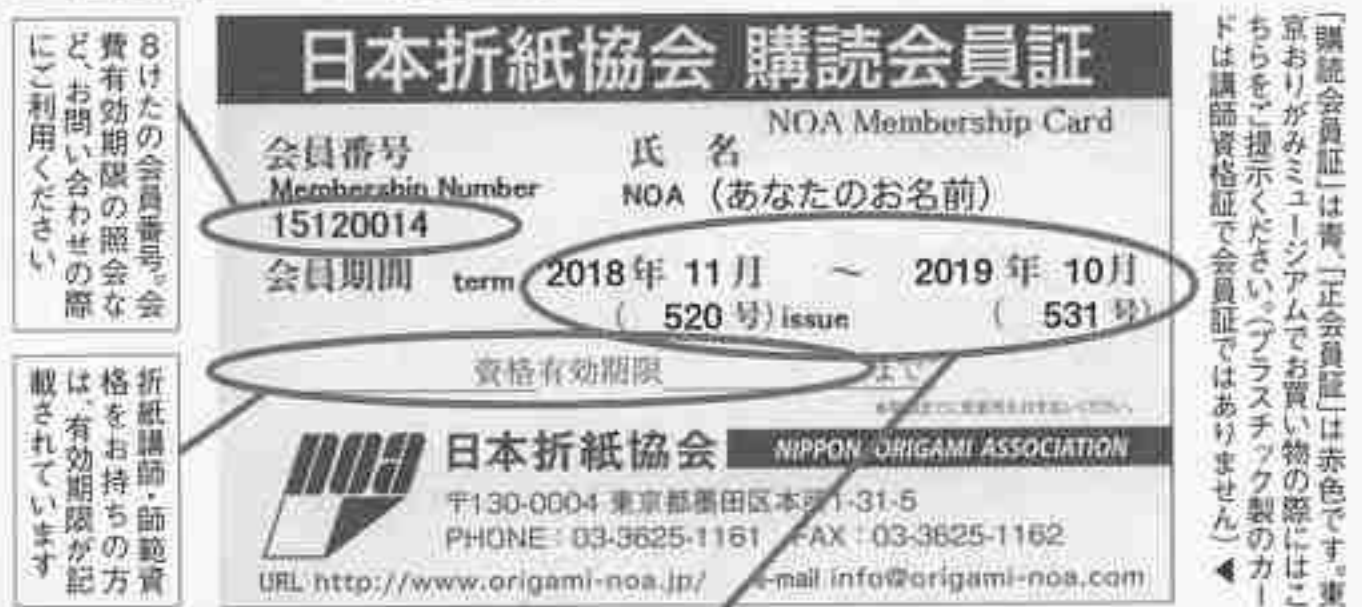 「購読会員証」は青、「正会員証」は赤色です。東
京おりがみミュージアムでお買い物の際にはこ
ちらをご提示ください。(プラスチック製のカー
ドは講師資格証で会員証ではありません)◀
8けたの会員番号。会
費有効期限の照会な
ど、お問い合わせの際
にご利用ください
折紙講師・師範資
格をお持ちの方
は、有効期限が記
載されています
日本折紙協会 購読会員証
NOA Membership Card
会員番号 氏 名
Membership Number NOA (あなたのお名前)
15120014
会員期間 term 2018年 11月 ～ 2019年 10月
( 520 号) issue ( 531 号)
資格有効期限 まで
noa 日本折紙協会 NIPPON ORIGAMI ASSOCIATION
〒130-0004 東京都墨田区本所1-31-5
PHONE：03-3625-1161 FAX：03-3625-1162
URL http://www.origami-noa.jp/ e-mail info@origami-noa.com